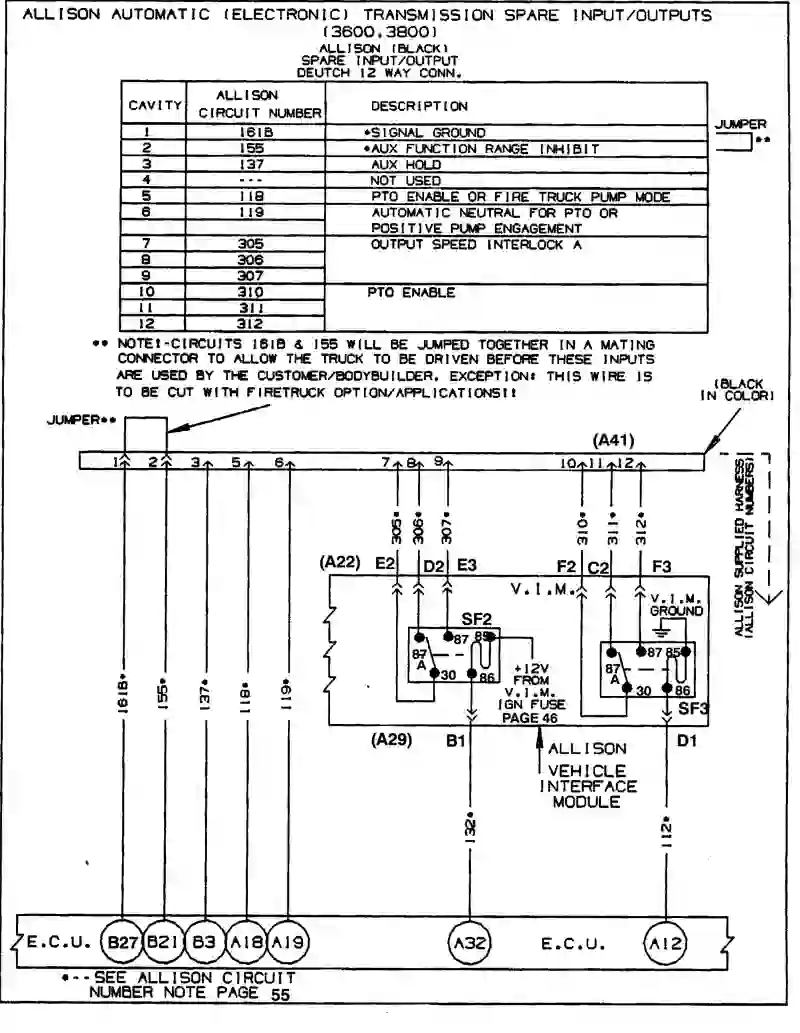 ALLISON AUTOMATIC (ELECTRONIC) TRANSMISSION SPARE INPUT/OUTPUTS
(3600,3800)
ALLISON (BLACK)
SPARE INPUT/OUTPUT
DEUTCH 12 WAY CONN.
CAVITY ALLISON CIRCUIT NUMBER DESCRIPTION
1 161B *SIGNAL GROUND
2 155 *AUX FUNCTION RANGE INHIBIT
3 137 AUX HOLD
4 --- NOT USED
5 118 PTO ENABLE OR FIRE TRUCK PUMP MODE
6 119 AUTOMATIC NEUTRAL FOR PTO OR
POSITIVE PUMP ENGAGEMENT
7 305 OUTPUT SPEED INTERLOCK A
8 306
9 307
10 310 PTO ENABLE
11 311
12 312
JUMPER
**
** NOTE:-CIRCUITS 161B & 155 WILL BE JUMPED TOGETHER IN A MATING
CONNECTOR TO ALLOW THE TRUCK TO BE DRIVEN BEFORE THESE INPUTS
ARE USED BY THE CUSTOMER/BODYBUILDER. EXCEPTION: THIS WIRE IS
TO BE CUT WITH FIRETRUCK OPTION/APPLICATIONS!!
(BLACK
IN COLOR)
JUMPER**
(A41)
1 2 3 5 6 7 8 9 10 11 12
ALLISON SUPPLIED HARNESS
(ALLISON CIRCUIT NUMBERS)
305* 306* 307* 310* 311* 312*
(A22) E2 D2 E3 F2 C2 F3
V.I.M.
V.I.M.
GROUND
SF2
87 85
87
A
30 86
+12V
FROM
V.I.M.
IGN FUSE
PAGE 46
87 85
87
A
30 86
SF3
161B* 155* 137* 118* 119*
(A29) B1 D1
ALLISON
VEHICLE
INTERFACE
MODULE
132* 112*
E.C.U. B27 B21 B3 A18 A19 A32 E.C.U. A12
*--SEE ALLISON CIRCUIT
NUMBER NOTE PAGE 55